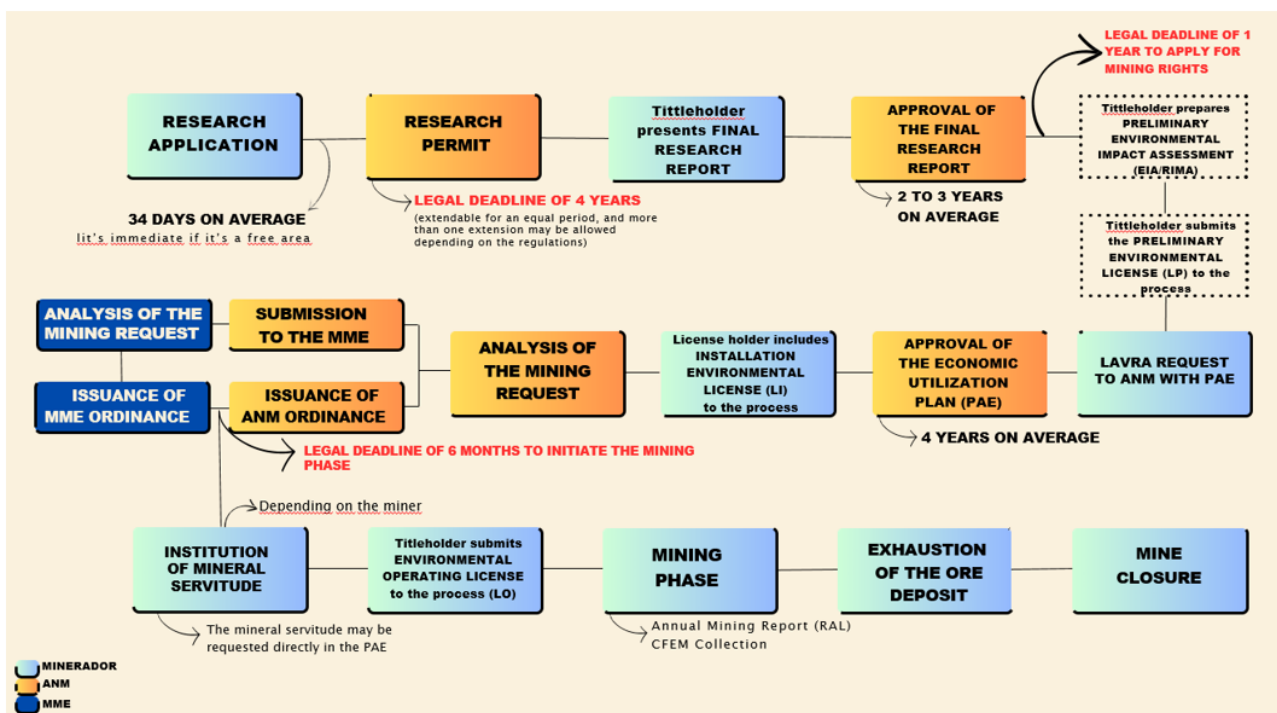 LEGAL DEADLINE OF 1
YEAR TO APPLY FOR
MINING RIGHTS
RESEARCH
APPLICATION
RESEARCH
PERMIT
Tittleholder
presents FINAL
RESEARCH
REPORT
APPROVAL OF
THE FINAL
RESEARCH
REPORT
Tittleholder prepares
PRELIMINARY
ENVIRONMENTAL
IMPACT ASSESSMENT
(EIA/RIMA)
34 DAYS ON AVERAGE
Iit's immediate if it's a free area
LEGAL DEADLINE OF 4 YEARS
(extendable for an equal period, and more
than one extension may be allowed
depending on the regulations)
2 TO 3 YEARS
ON AVERAGE
Tittleholder submits
the PRELIMINARY
ENVIRONMENTAL
LICENSE (LP) to the
process
ANALYSIS OF THE
MINING REQUEST
SUBMISSION
TO THE MME
ISSUANCE OF
MME ORDINANCE
ISSUANCE OF
ANM ORDINANCE
ANALYSIS OF
THE MINING
REQUEST
License holder includes
INSTALLATION
ENVIRONMENTAL
LICENSE (LI)
to the process
APPROVAL OF
THE ECONOMIC
UTILIZATION
PLAN (PAE)
LAVRA REQUEST
TO ANM WITH PAE
4 YEARS ON AVERAGE
LEGAL DEADLINE OF 6 MONTHS TO INITIATE THE MINING
PHASE
Depending on the miner
INSTITUTION
OF MINERAL
SERVITUDE
Titleholder submits
ENVIRONMENTAL
OPERATING LICENSE
to the process (LO)
MINING
PHASE
EXHAUSTION
OF THE ORE
DEPOSIT
MINE
CLOSURE
The mineral servitude may be
requested directly in the PAE
Annual Mining Report (RAL)
CFEM Collection
MINERADOR
ANM
MME